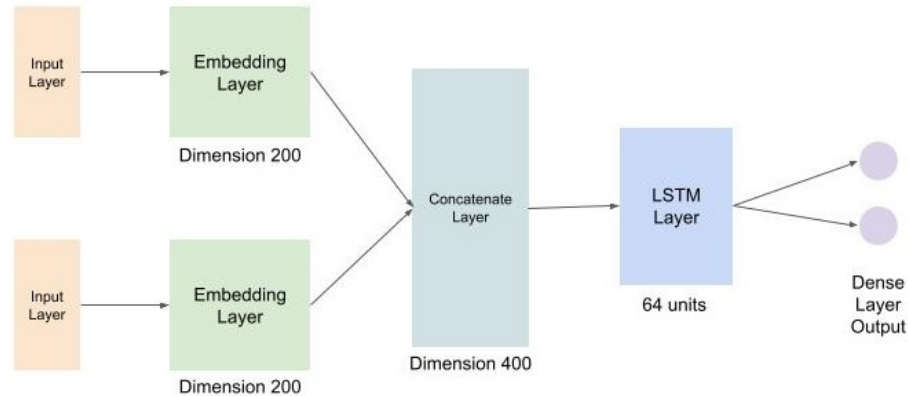 Input
Layer
Embedding
Layer
Dimension 200
Input
Layer
Embedding
Layer
Dimension 200
Concatenate
Layer
Dimension 400
LSTM
Layer
64 units
Dense
Layer
Output